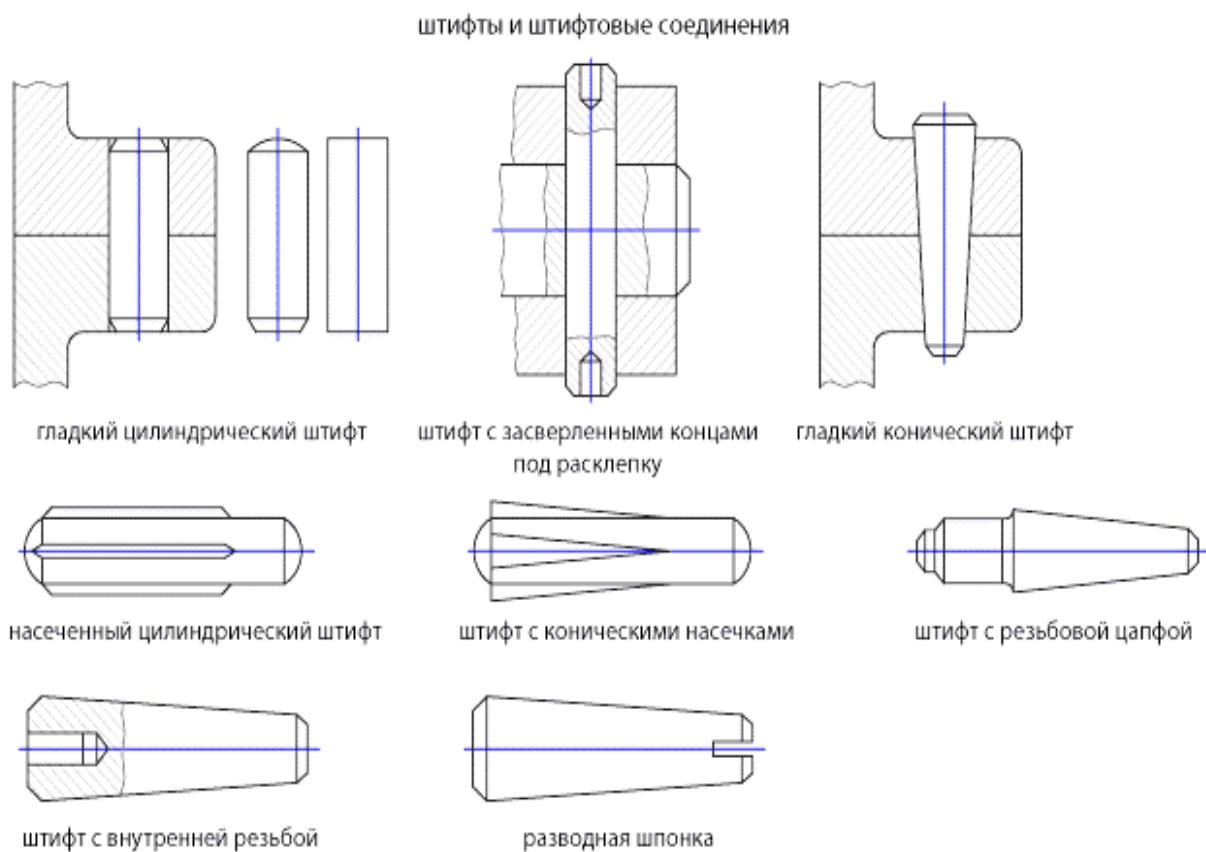 штифты и штифтовые соединения
гладкий цилиндрический штифт
штифт с засверленными концами
под расклепку
гладкий конический штифт
насеченный цилиндрический штифт
штифт с коническими насечками
штифт с резьбовой цапфой
штифт с внутренней резьбой
разводная шпонка